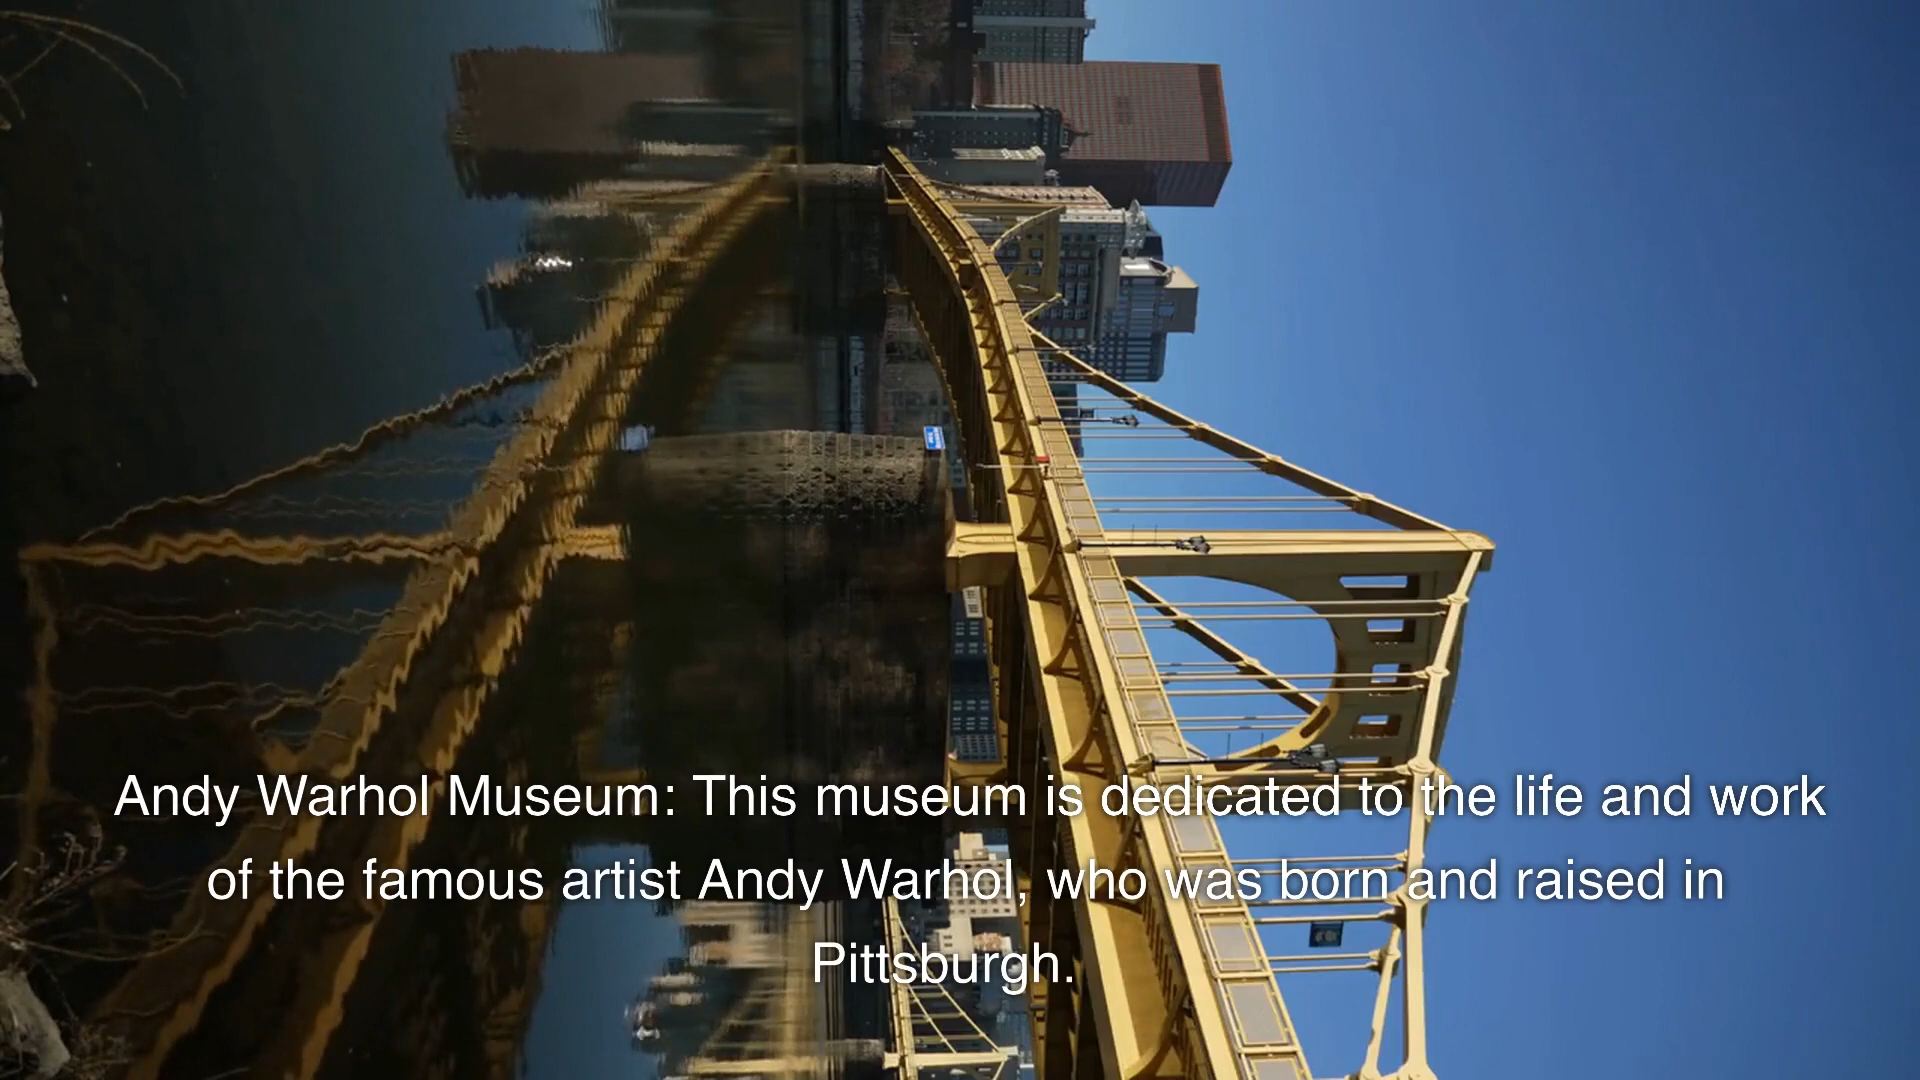 Andy Warhol Museum: This museum is dedicated to the life and work
of the famous artist Andy Warhol, who was born and raised in
Pittsburgh.